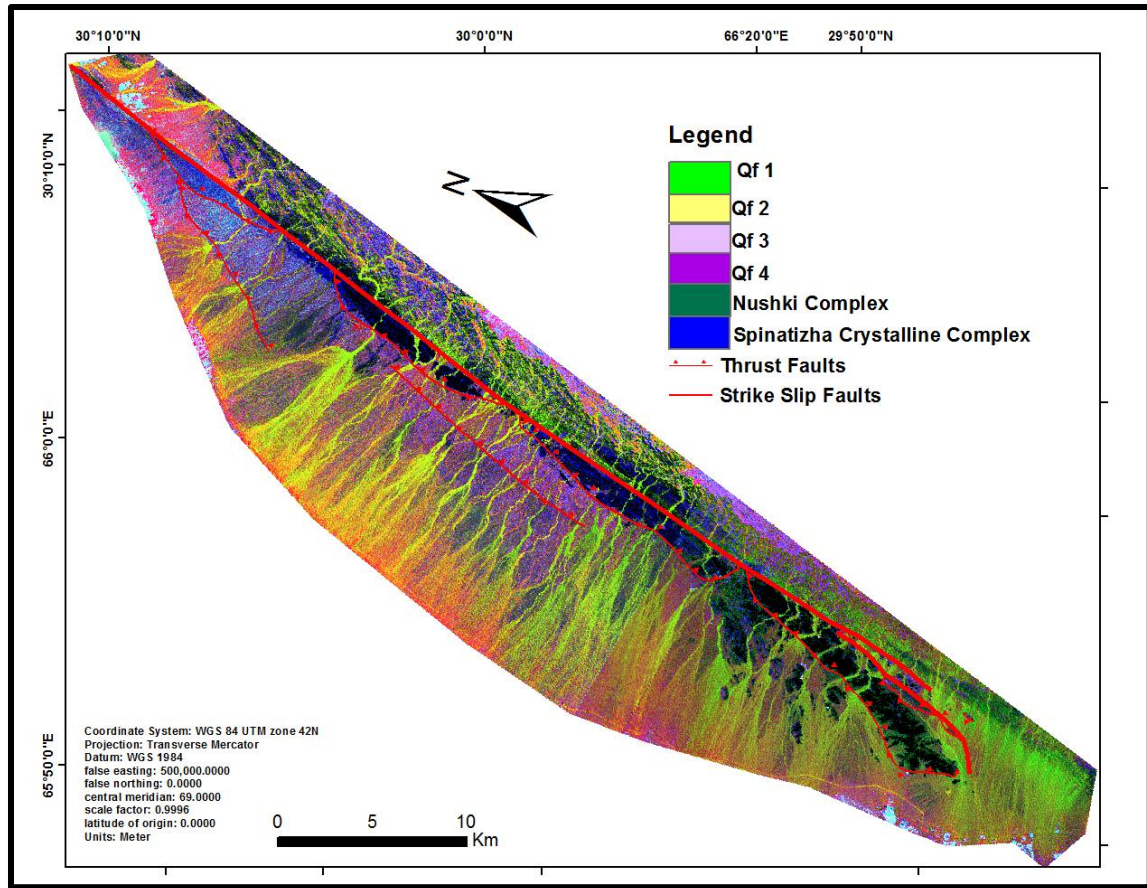 30°10'0"N 30°0'0"N 66°20'0"E 29°50'0"N
30°10'0"N
66°0'0"E
65°50'0"E
N
Legend
Qf 1
Qf 2
Qf 3
Qf 4
Nushki Complex
Spinatizha Crystalline Complex
Thrust Faults
Strike Slip Faults
Coordinate System: WGS 84 UTM zone 42N
Projection: Transverse Mercator
Datum: WGS 1984
false easting: 500,000.0000
false northing: 0.0000
central meridian: 69.0000
scale factor: 0.9996
latitude of origin: 0.0000
Units: Meter
0 5 10
Km